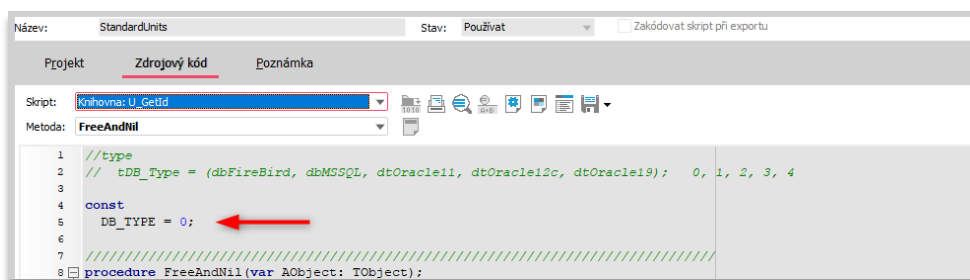 Název: StandardUnits Stav: Používat Zakódovat skript při exportu
Projekt Zdrojový kód Poznámka
Skript: Knihovna: U_GetId
Metoda: FreeAndNil
1 //type
2 // tDB_Type = (dbFireBird, dbMSSQL, dtOracle11, dtOracle12c, dtOracle19); 0, 1, 2, 3, 4
3
4 const
5 DB_TYPE = 0;
6
7 ////////////////////////////////////////////////////////////////////////////////
8 procedure FreeAndNil(var AObject: TObject);